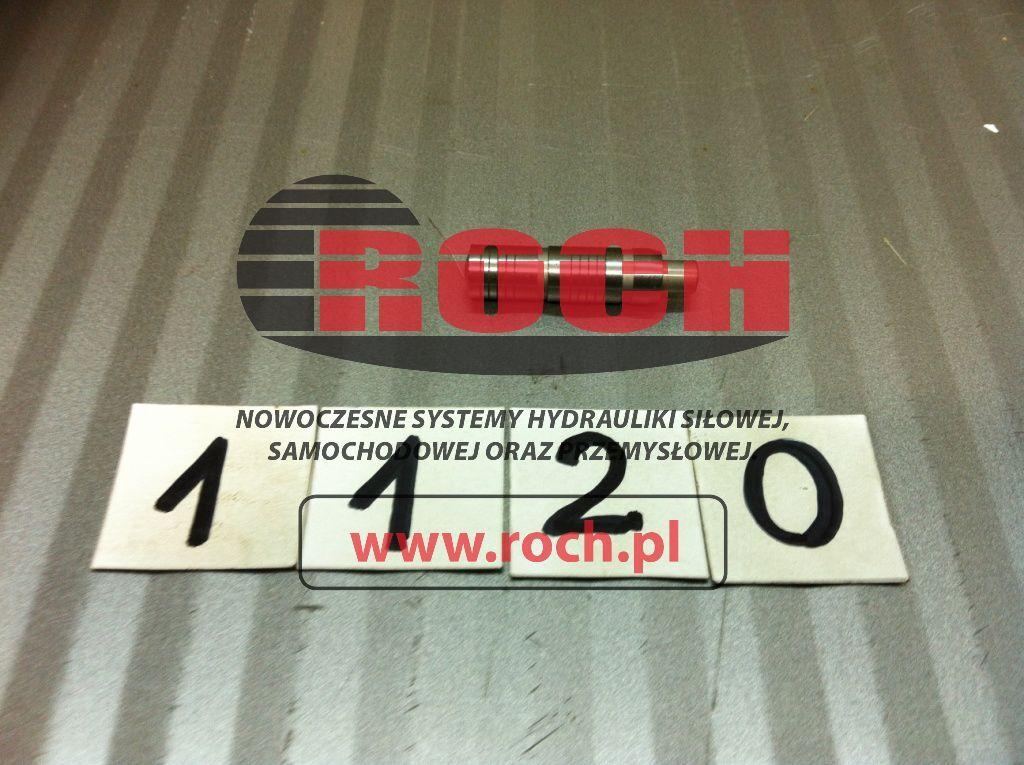 ROCH
NOWOCZESNE SYSTEMY HYDRAULIKI SIŁOWEJ,
SAMOCHODOWEJ ORAZ PRZEMYSŁOWEJ.
1 1 2 0
www.roch.pl